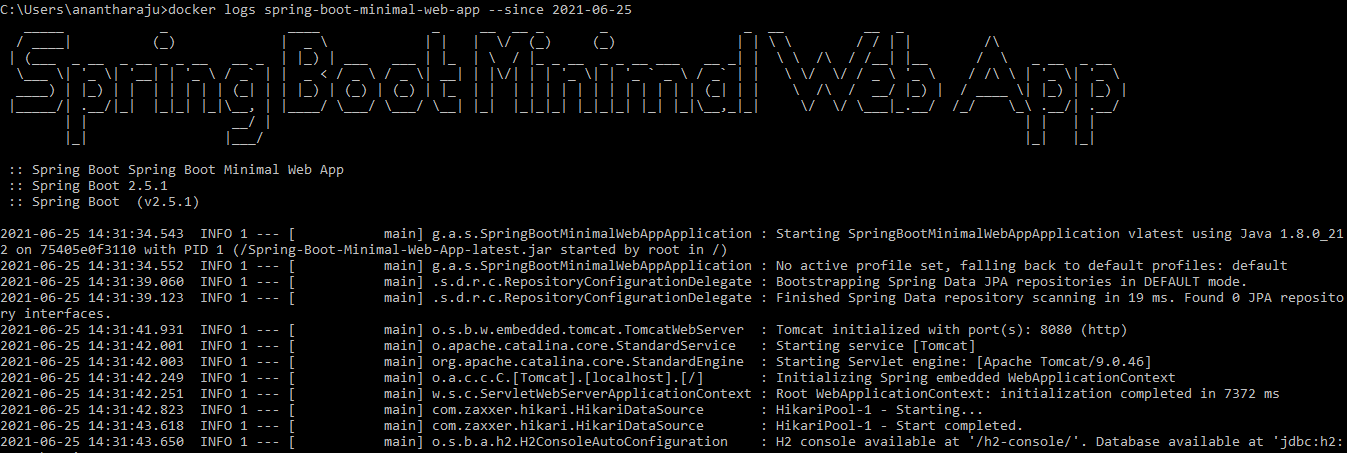 C:\Users\anantharaju>docker logs spring-boot-minimal-web-app --since 2021-06-25
Spring Boot Minimal Web App
:: Spring Boot Spring Boot Minimal Web App
:: Spring Boot 2.5.1
:: Spring Boot  (v2.5.1)
2021-06-25 14:31:34.543  INFO 1 --- [           main] g.a.s.SpringBootMinimalWebAppApplication : Starting SpringBootMinimalWebAppApplication vlatest using Java 1.8.0_21
2 on 75405e0f3110 with PID 1 (/Spring-Boot-Minimal-Web-App-latest.jar started by root in /)
2021-06-25 14:31:34.552  INFO 1 --- [           main] g.a.s.SpringBootMinimalWebAppApplication : No active profile set, falling back to default profiles: default
2021-06-25 14:31:39.060  INFO 1 --- [           main] .s.d.r.c.RepositoryConfigurationDelegate : Bootstrapping Spring Data JPA repositories in DEFAULT mode.
2021-06-25 14:31:39.123  INFO 1 --- [           main] .s.d.r.c.RepositoryConfigurationDelegate : Finished Spring Data repository scanning in 19 ms. Found 0 JPA reposito
ry interfaces.
2021-06-25 14:31:41.931  INFO 1 --- [           main] o.s.b.w.embedded.tomcat.TomcatWebServer  : Tomcat initialized with port(s): 8080 (http)
2021-06-25 14:31:42.001  INFO 1 --- [           main] o.apache.catalina.core.StandardService   : Starting service [Tomcat]
2021-06-25 14:31:42.003  INFO 1 --- [           main] org.apache.catalina.core.StandardEngine  : Starting Servlet engine: [Apache Tomcat/9.0.46]
2021-06-25 14:31:42.249  INFO 1 --- [           main] o.a.c.c.C.[Tomcat].[localhost].[/]       : Initializing Spring embedded WebApplicationContext
2021-06-25 14:31:42.251  INFO 1 --- [           main] w.s.c.ServletWebServerApplicationContext : Root WebApplicationContext: initialization completed in 7372 ms
2021-06-25 14:31:42.823  INFO 1 --- [           main] com.zaxxer.hikari.HikariDataSource       : HikariPool-1 - Starting...
2021-06-25 14:31:43.618  INFO 1 --- [           main] com.zaxxer.hikari.HikariDataSource       : HikariPool-1 - Start completed.
2021-06-25 14:31:43.650  INFO 1 --- [           main] o.s.b.a.h2.H2ConsoleAutoConfiguration    : H2 console available at '/h2-console/'. Database available at 'jdbc:h2: